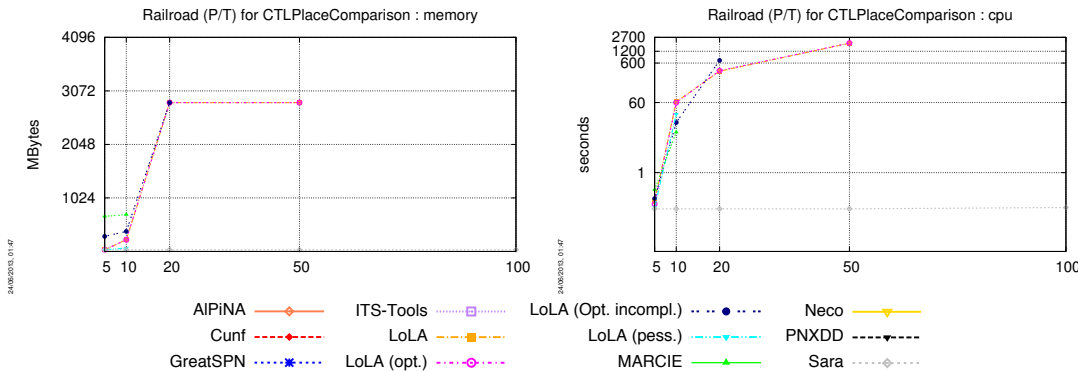 Railroad (P/T) for CTLPlaceComparison : memory
4096
3072
2048
1024
MBytes
5 10 20 50 100
24/06/2013, 01:47
Railroad (P/T) for CTLPlaceComparison : cpu
2700
1200
600
60
1
seconds
5 10 20 50 100
24/06/2013, 01:47
AlPiNA
Cunf
GreatSPN
ITS-Tools
LoLA
LoLA (opt.)
LoLA (Opt. incompl.)
LoLA (pess.)
MARCIE
Neco
PNXDD
Sara